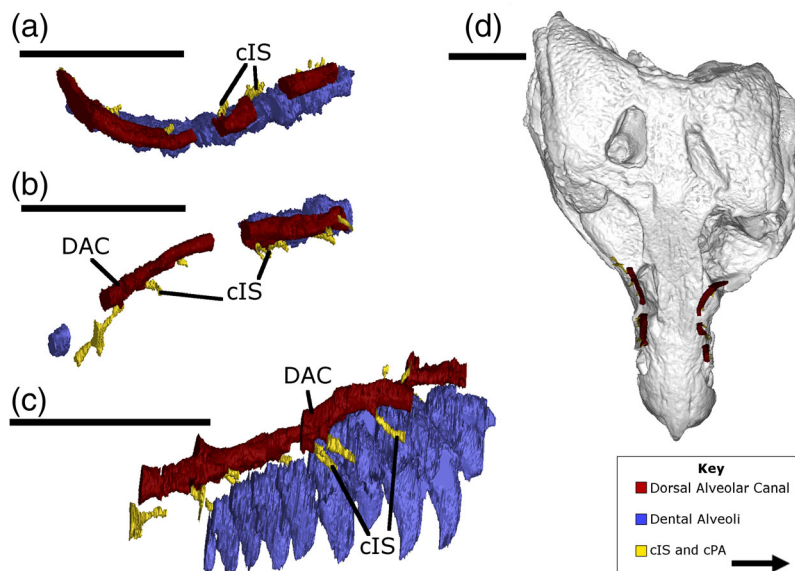 (a)
cIS
(b)
DAC
cIS
(c)
DAC
cIS
(d)
Key
Dorsal Alveolar Canal
Dental Alveoli
cIS and cPA